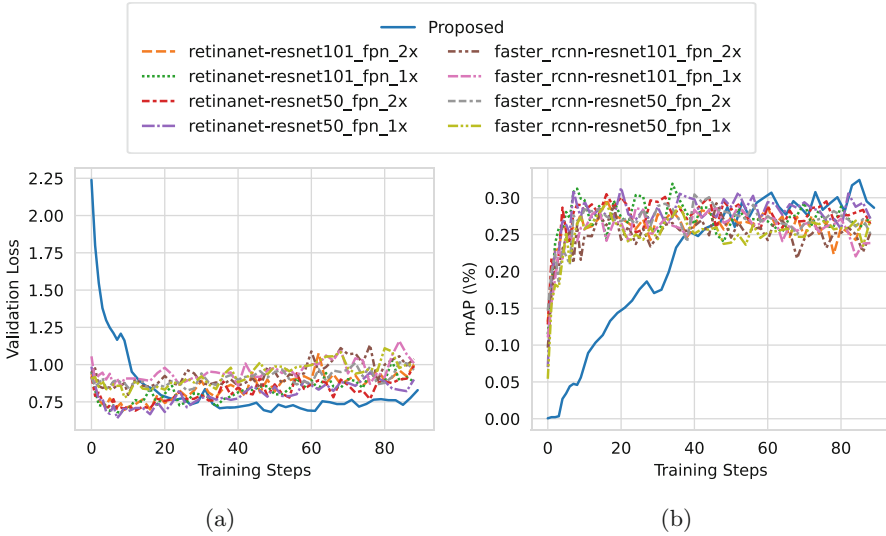 Proposed
retinanet-resnet101_fpn_2x
retinanet-resnet101_fpn_1x
retinanet-resnet50_fpn_2x
retinanet-resnet50_fpn_1x
faster_rcnn-resnet101_fpn_2x
faster_rcnn-resnet101_fpn_1x
faster_rcnn-resnet50_fpn_2x
faster_rcnn-resnet50_fpn_1x
Validation Loss
2.25
2.00
1.75
1.50
1.25
1.00
0.75
0 20 40 60 80
Training Steps
(a)
mAP (\%)
0.30
0.25
0.20
0.15
0.10
0.05
0.00
0 20 40 60 80
Training Steps
(b)